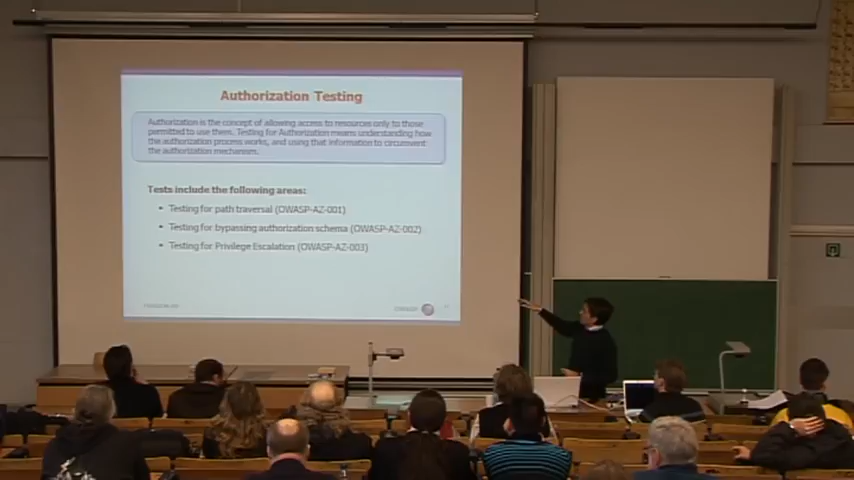 Authorization Testing
Authorization is the concept of allowing access to resources only to those
permitted to use them. Testing for Authorization means understanding how
the authorization process works, and using that information to circumvent
the authorization mechanism.
Tests include the following areas:
• Testing for path traversal (OWASP-AZ-001)
• Testing for bypassing authorization schema (OWASP-AZ-002)
• Testing for Privilege Escalation (OWASP-AZ-003)
OWASP